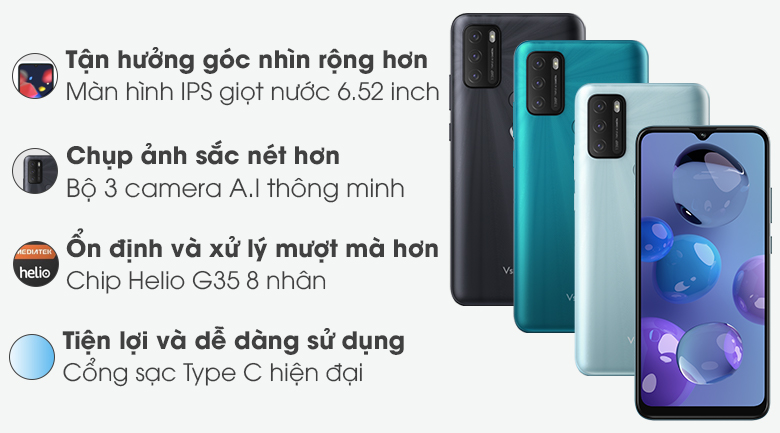 Tận hưởng góc nhìn rộng hơn
Màn hình IPS giọt nước 6.52 inch
Chụp ảnh sắc nét hơn
Bộ 3 camera A.I thông minh
MEDIATEK
helio
Ổn định và xử lý mượt mà hơn
Chip Helio G35 8 nhân
Tiện lợi và dễ dàng sử dụng
Cổng sạc Type C hiện đại